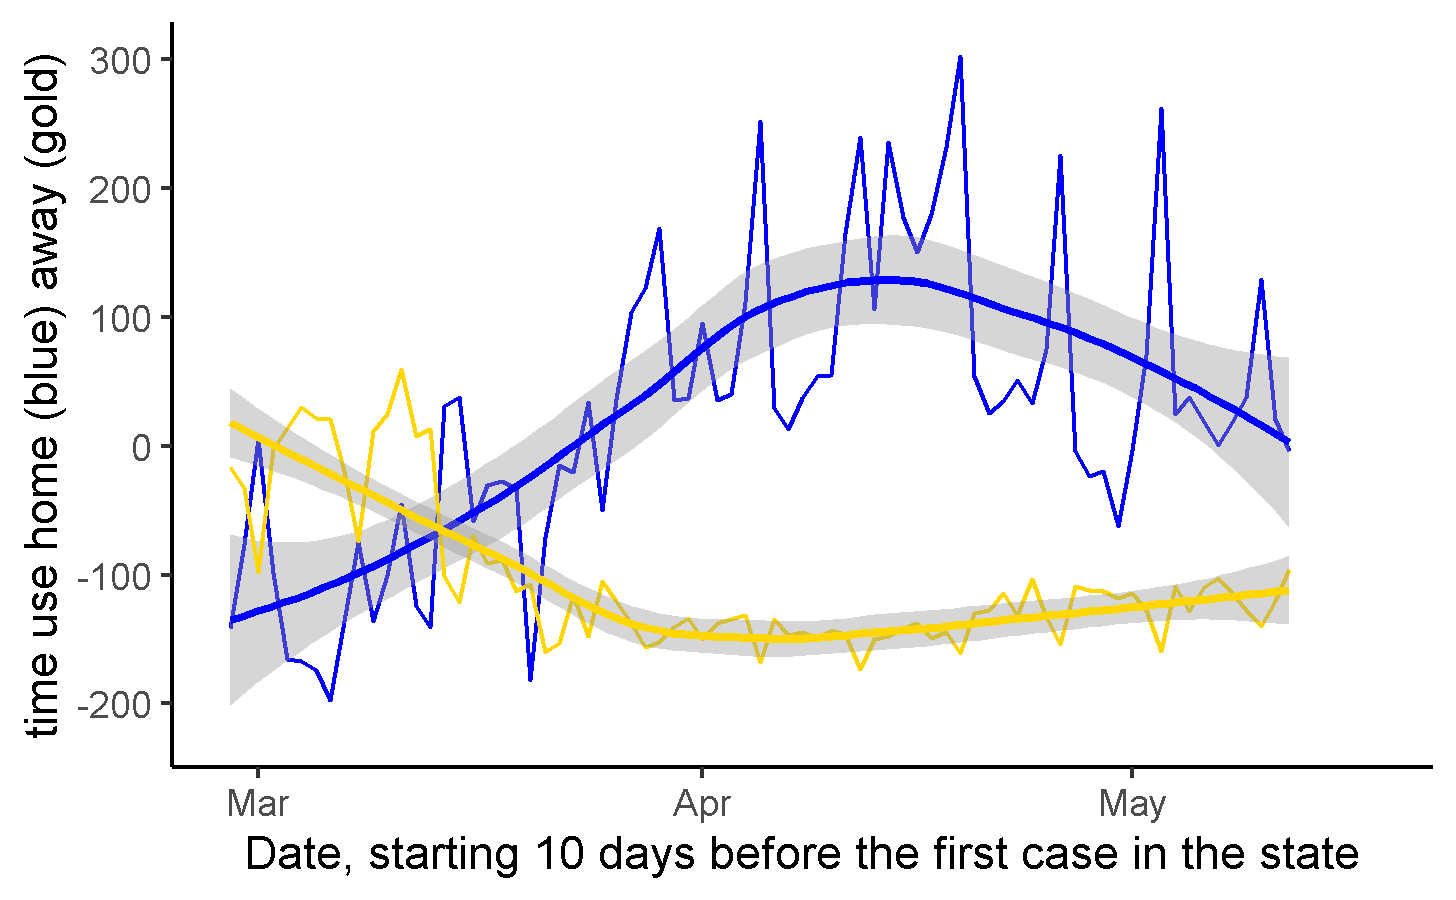 time use home (blue) away (gold)
300
200
100
0
-100
-200
Mar
Apr
May
Date, starting 10 days before the first case in the state